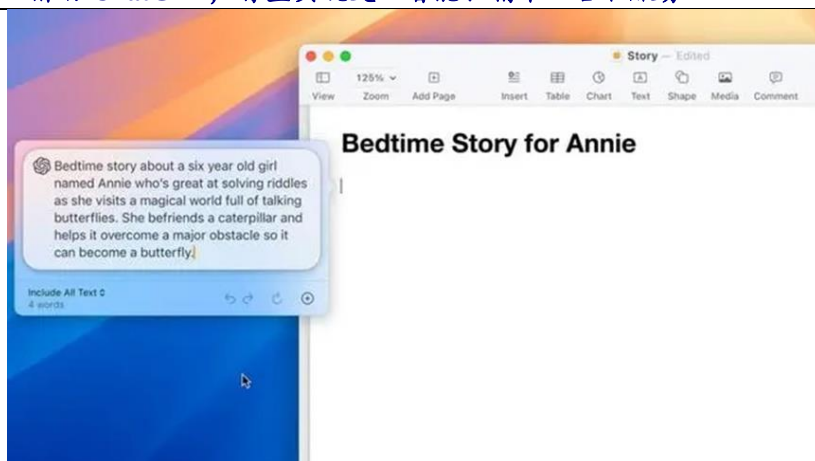 Story — Edited
125%
View Zoom Add Page Insert Table Chart Text Shape Media Comment
Bedtime Story for Annie
Bedtime story about a six year old girl
named Annie who's great at solving riddles
as she visits a magical world full of talking
butterflies. She befriends a caterpillar and
helps it overcome a major obstacle so it
can become a butterfly.
Include All Text
4 words